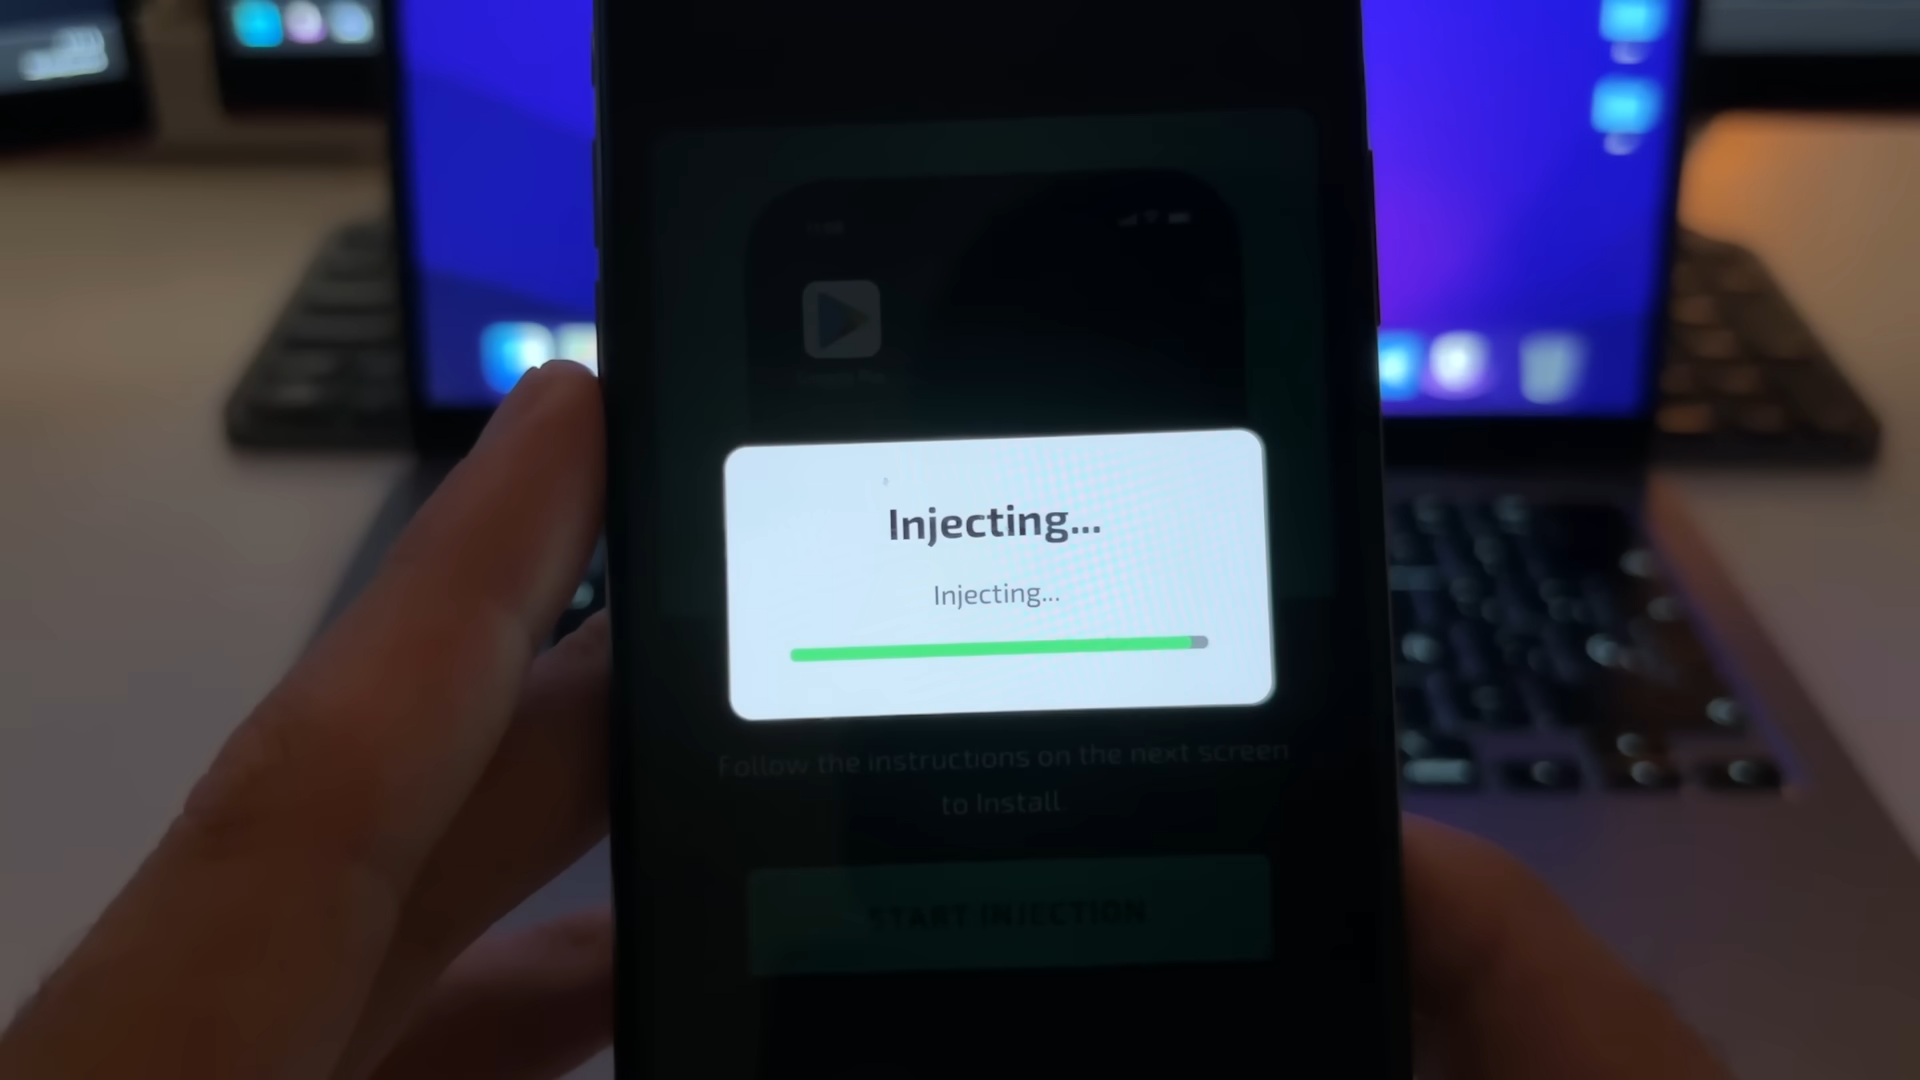 Injecting...
Injecting...
Follow the instructions on the next screen
to Install.
START INJECTION